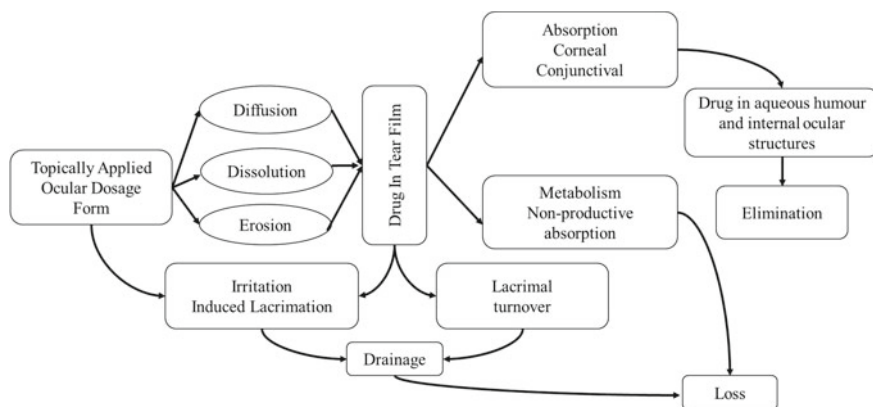 Topically Applied
Ocular Dosage
Form
Diffusion
Dissolution
Erosion
Drug In Tear Film
Absorption
Corneal
Conjunctival
Drug in aqueous humour
and internal ocular
structures
Elimination
Metabolism
Non-productive
absorption
Irritation
Induced Lacrimation
Lacrimal
turnover
Drainage
Loss